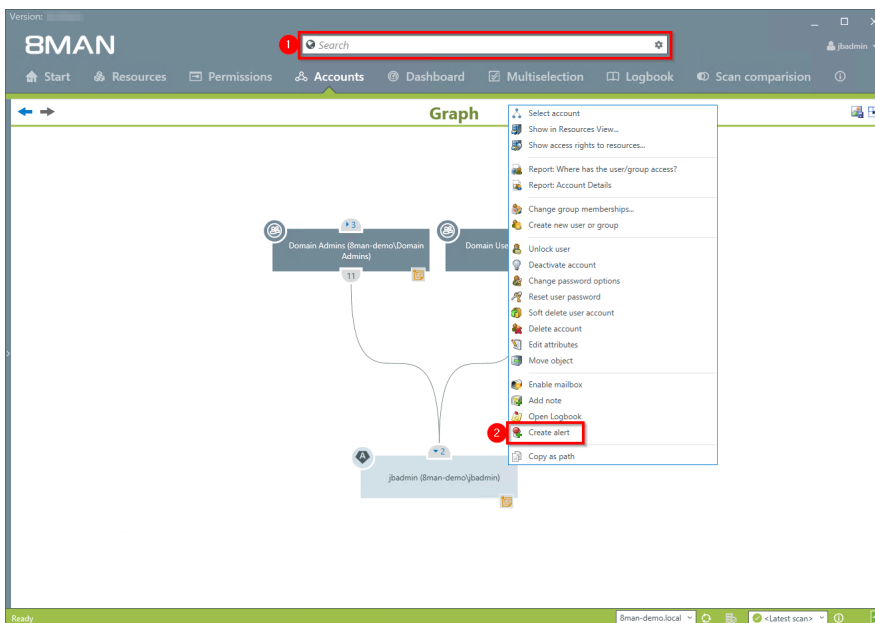 Version:
8MAN
1
Search
jbadmin
Start
Resources
Permissions
Accounts
Dashboard
Multiselection
Logbook
Scan comparision
Graph
Select account
Show in Resources View...
Show access rights to resources...
Report: Where has the user/group access?
Report: Account Details
Change group memberships...
Create new user or group
Unlock user
Deactivate account
Change password options
Reset user password
Soft delete user account
Delete account
Edit attributes
Move object
Enable mailbox
Add note
Open Logbook
2
Create alert
Copy as path
3
Domain Admins (8man-demo\Domain
Admins)
11
Domain Use
2
A
jbadmin (8man-demo\jbadmin)
Ready
8man-demo.local
<Latest scan>